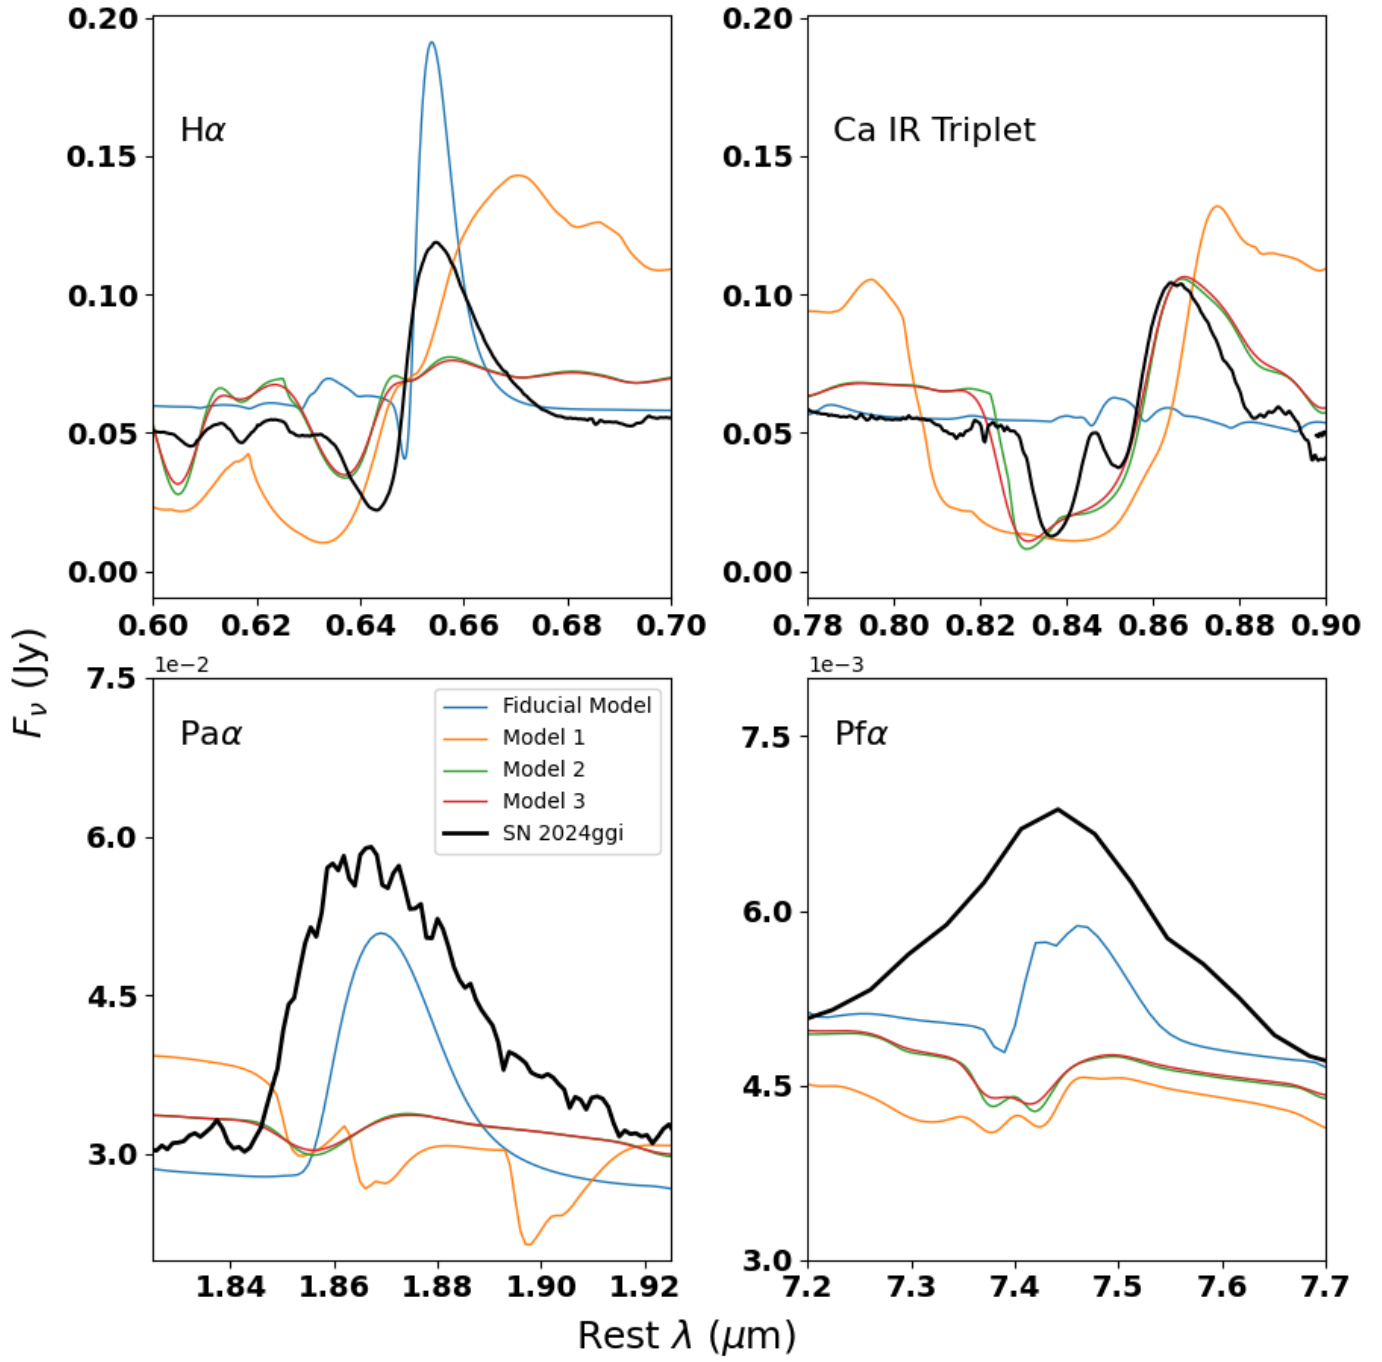 0.20
0.15
0.10
0.05
0.00
Hα
0.60 0.62 0.64 0.66 0.68 0.70
0.20
0.15
0.10
0.05
0.00
Ca IR Triplet
0.78 0.80 0.82 0.84 0.86 0.88 0.90
Fν (Jy)
1e−2
7.5
6.0
4.5
3.0
Paα
Fiducial Model
Model 1
Model 2
Model 3
SN 2024ggi
1.84 1.86 1.88 1.90 1.92
1e−3
7.5
6.0
4.5
3.0
Pfα
7.2 7.3 7.4 7.5 7.6 7.7
Rest λ (μm)